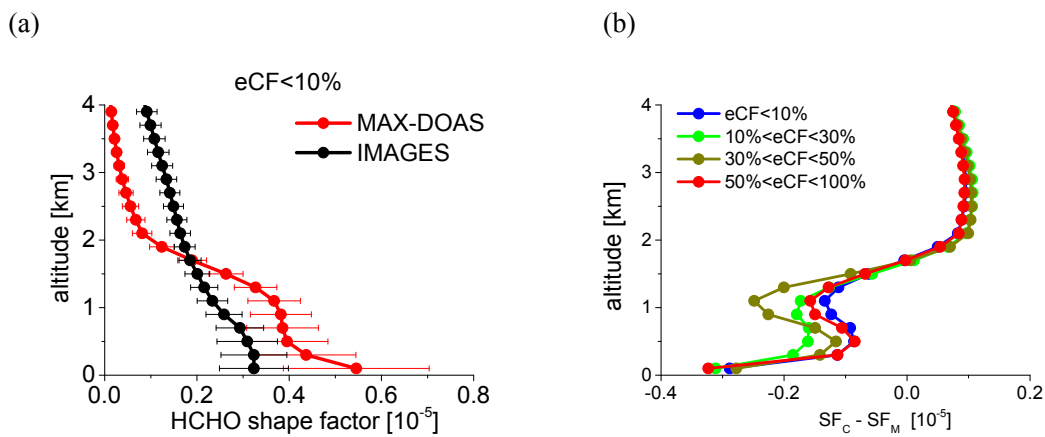 (a)
eCF<10%
MAX-DOAS
IMAGES
altitude [km]
4
3
2
1
0
0.0 0.2 0.4 0.6 0.8
HCHO shape factor [10⁻⁵]
(b)
eCF<10%
10%<eCF<30%
30%<eCF<50%
50%<eCF<100%
altitude [km]
4
3
2
1
0
-0.4 -0.2 0.0 0.2
SF_C - SF_M [10⁻⁵]